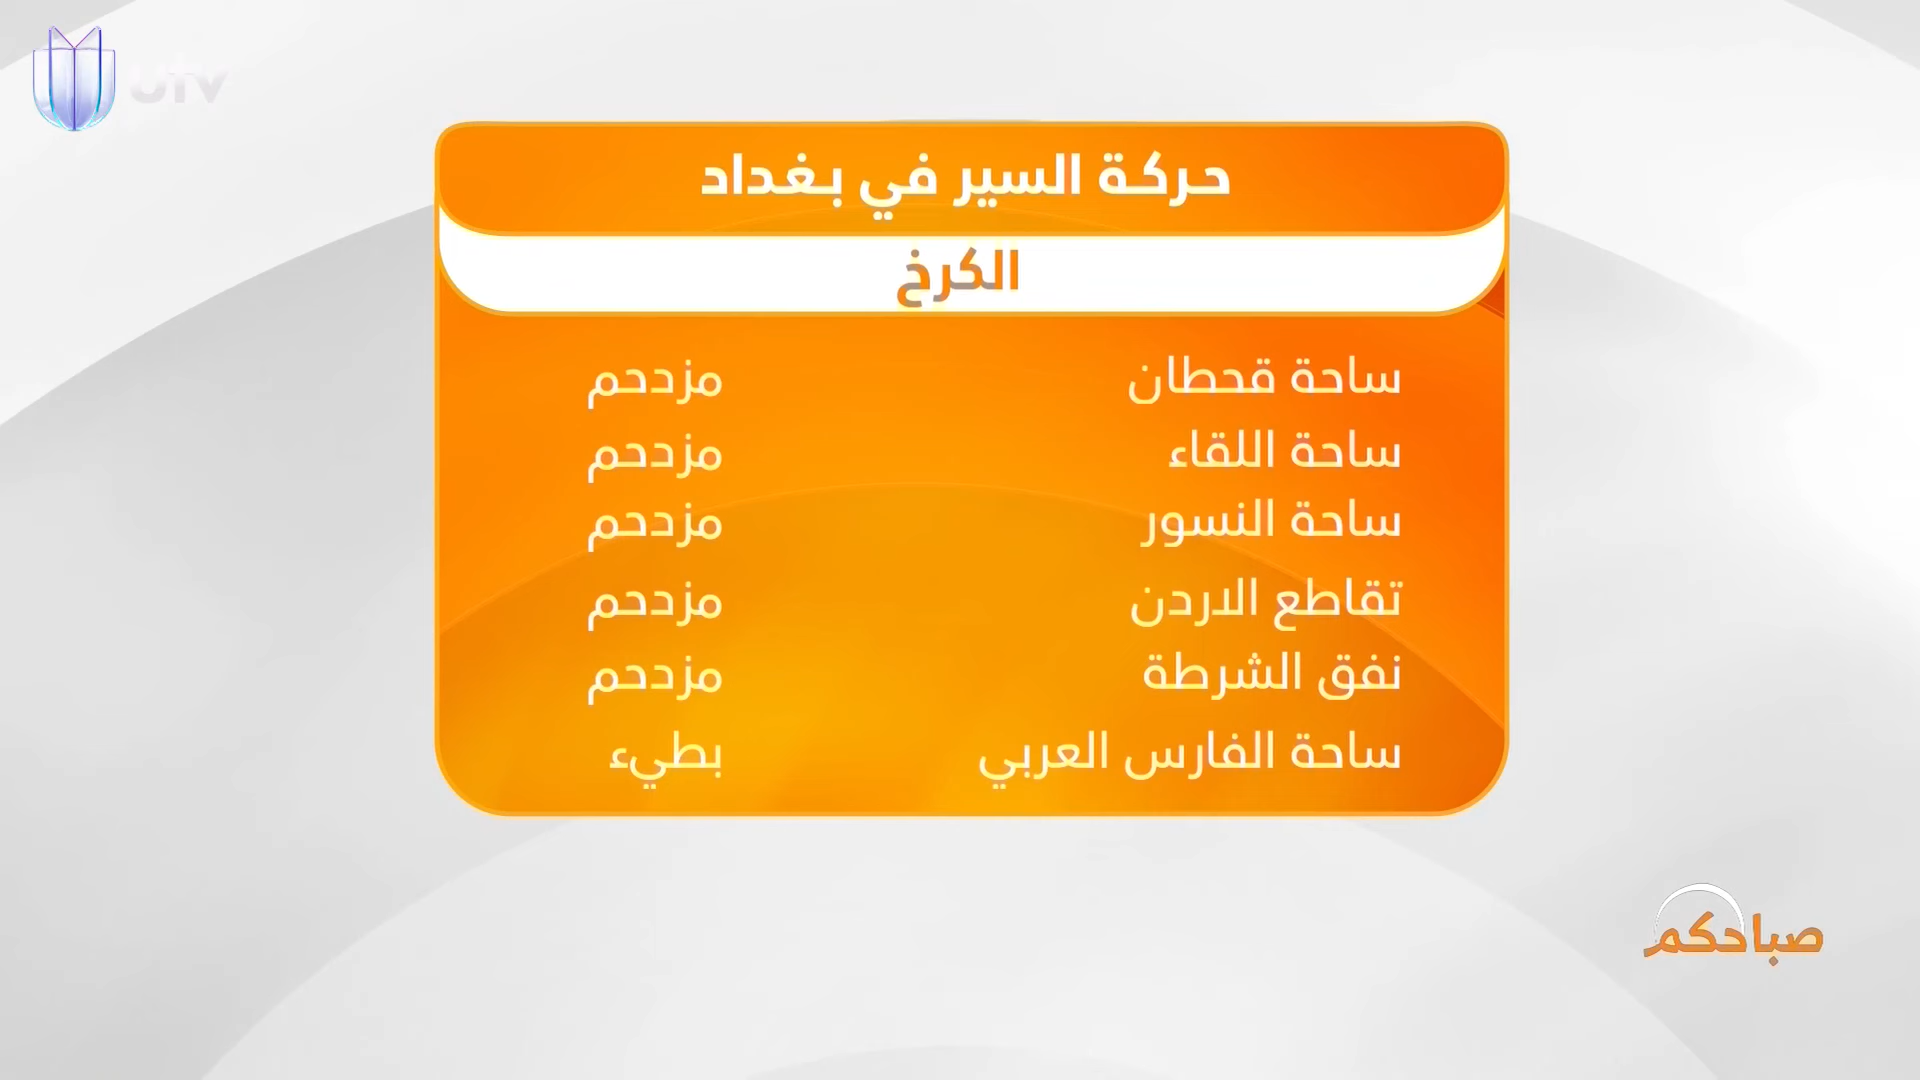 utv
حركة السير في بغداد
الكرخ
ساحة قحطان مزدحم
ساحة اللقاء مزدحم
ساحة النسور مزدحم
تقاطع الاردن مزدحم
نفق الشرطة مزدحم
ساحة الفارس العربي بطيء
صباحكم